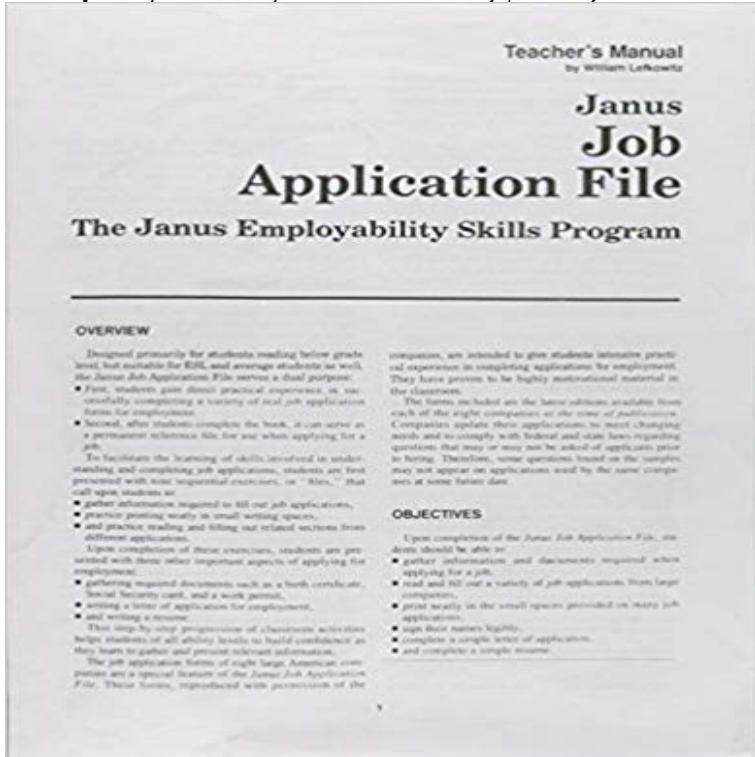 Teacher's Manual
by William Lefkowitz
Janus
Job
Application File
The Janus Employability Skills Program
OVERVIEW
Designed primarily for students reading below grade
level, but suitable for ESL and average students as well,
the Janus Job Application File serves a dual purpose:
■ First, students gain direct practical experience in suc-
cessfully completing a variety of real job application
forms for employment.
■ Second, after students complete the book, it can serve as
a permanent reference file for use when applying for a
job.
To facilitate the learning of skills involved in under-
standing and completing job applications, students are first
presented with nine sequential exercises, or "files," that
call upon students to
■ gather information required to fill out job applications,
■ practice printing neatly in small writing spaces,
■ and practice reading and filling out related sections from
different applications.
Upon completion of these exercises, students are pre-
sented with three other important aspects of applying for
employment:
■ gathering required documents such as a birth certificate,
Social Security card, and a work permit,
■ writing a letter of application for employment,
■ and writing a resume.
This step-by-step progression of classroom activities
helps students of all ability levels to build confidence as
they learn to gather and present relevant information.
The job application forms of eight large American com-
panies are a special feature of the Janus Job Application
File. These forms, reproduced with permission of the
companies, are intended to give students intensive practi-
cal experience in completing applications for employment.
They have proven to be highly motivational material in
the classroom.
The forms included are the latest editions available from
each of the eight companies at the time of publication.
Companies update their applications to meet changing
needs and to comply with federal and state laws regarding
questions that may or may not be asked of applicants prior
to hiring. Therefore, some questions found on the samples
may not appear on applications used by the same compa-
nies at some future date.
OBJECTIVES
Upon completion of the Janus Job Application File, stu-
dents should be able to
■ gather information and documents required when
applying for a job,
■ read and fill out a variety of job applications from large
companies,
■ print neatly in the small spaces provided on many job
applications,
■ sign their names legibly,
■ complete a simple letter of application,
■ and complete a simple resume.
1